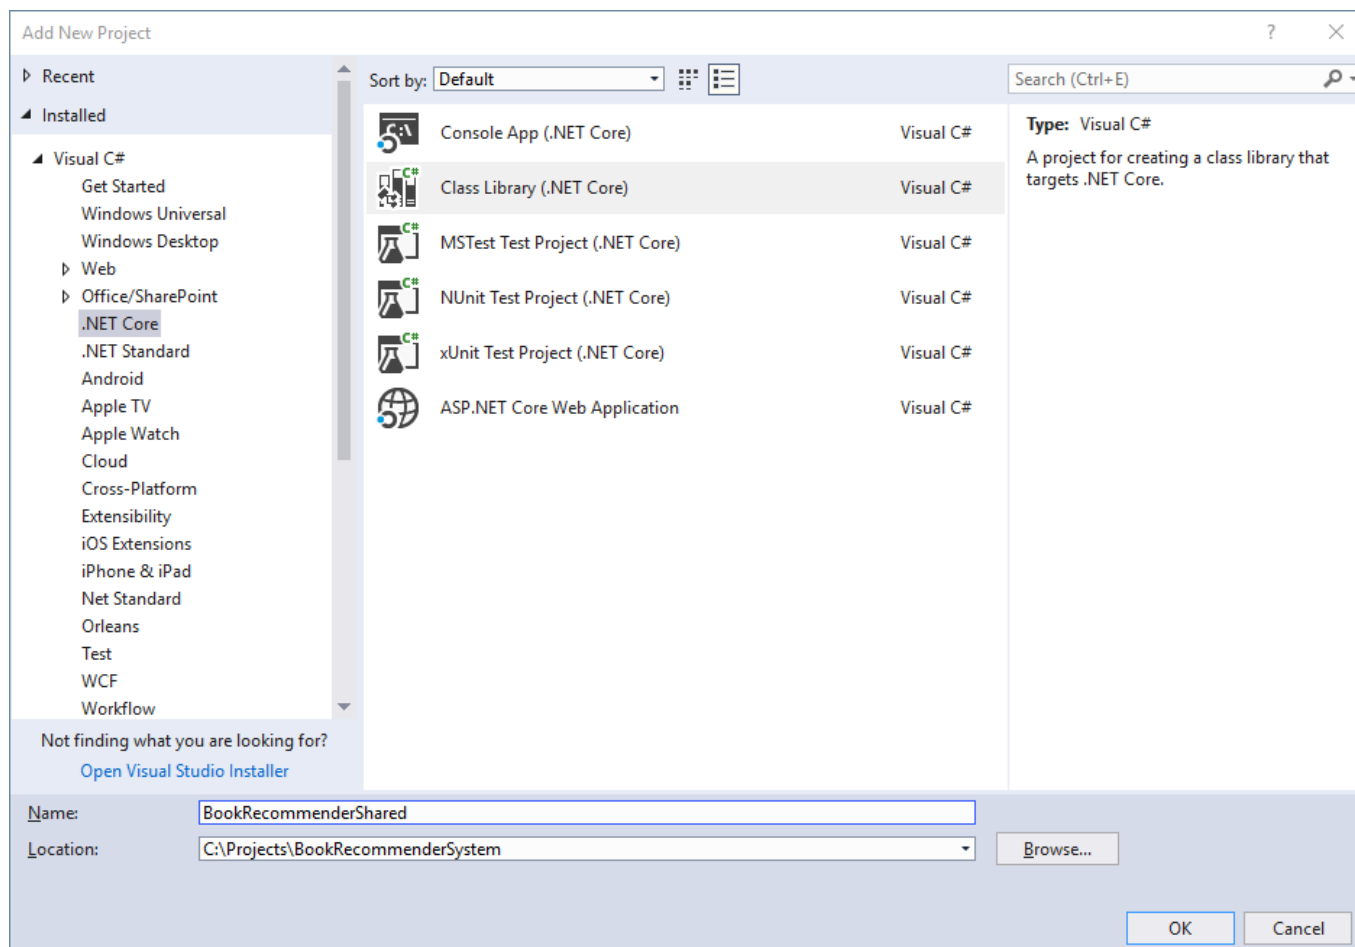 Add New Project
?
Recent
Installed
Visual C#
Get Started
Windows Universal
Windows Desktop
Web
Office/SharePoint
.NET Core
.NET Standard
Android
Apple TV
Apple Watch
Cloud
Cross-Platform
Extensibility
iOS Extensions
iPhone & iPad
Net Standard
Orleans
Test
WCF
Workflow
Not finding what you are looking for?
Open Visual Studio Installer
Sort by: Default
Console App (.NET Core) Visual C#
Class Library (.NET Core) Visual C#
MSTest Test Project (.NET Core) Visual C#
NUnit Test Project (.NET Core) Visual C#
xUnit Test Project (.NET Core) Visual C#
ASP.NET Core Web Application Visual C#
Search (Ctrl+E)
Type: Visual C#
A project for creating a class library that
targets .NET Core.
Name: BookRecommenderShared
Location: C:\Projects\BookRecommenderSystem
Browse...
OK Cancel